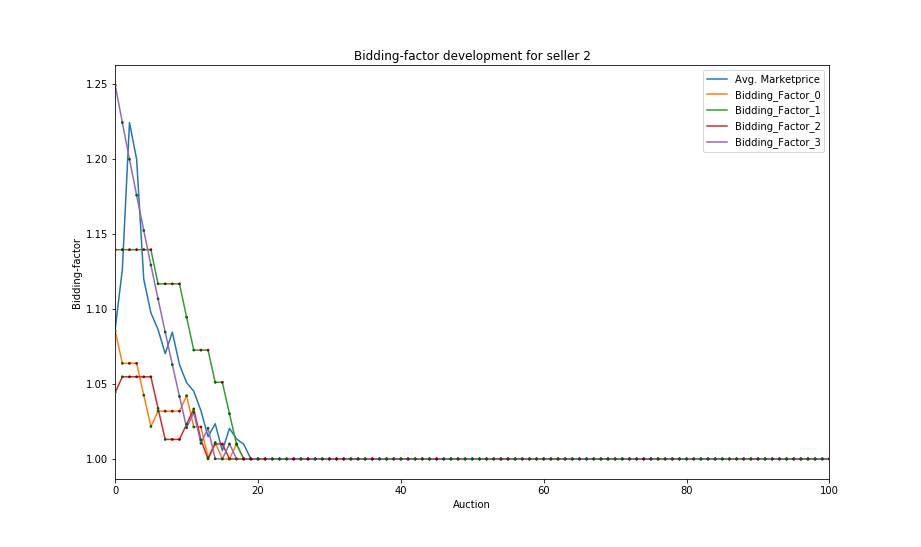 Bidding-factor development for seller 2
1.25
1.20
1.15
1.10
1.05
1.00
Bidding-factor
0
20
40
60
80
100
Auction
Avg. Marketprice
Bidding_Factor_0
Bidding_Factor_1
Bidding_Factor_2
Bidding_Factor_3